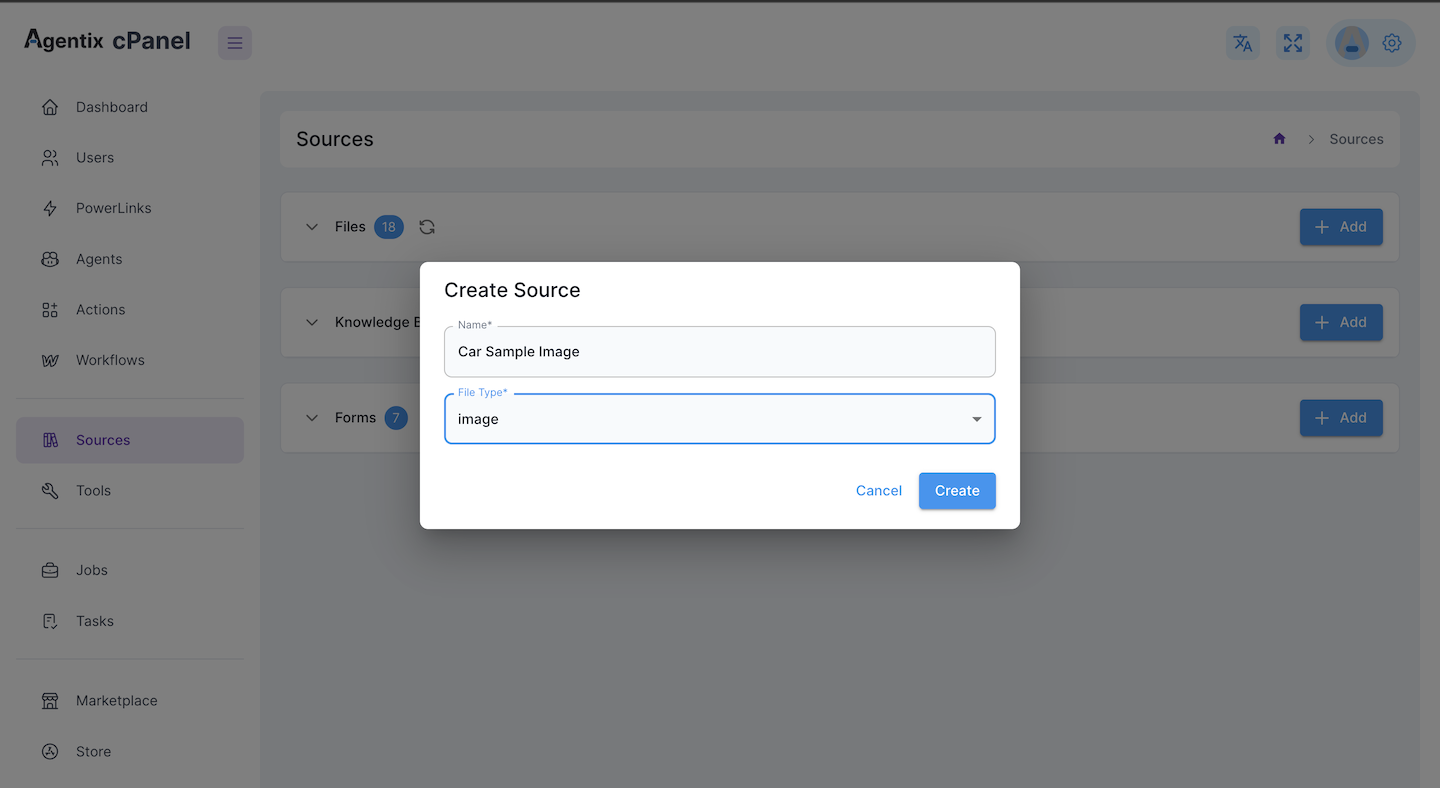 Agentix cPanel
Dashboard
Users
PowerLinks
Agents
Actions
Workflows
Sources
Tools
Jobs
Tasks
Marketplace
Store
Sources
Sources
Files 18
Add
Knowledge
Add
Forms 7
Add
Create Source
Name*
Car Sample Image
File Type*
image
Cancel
Create